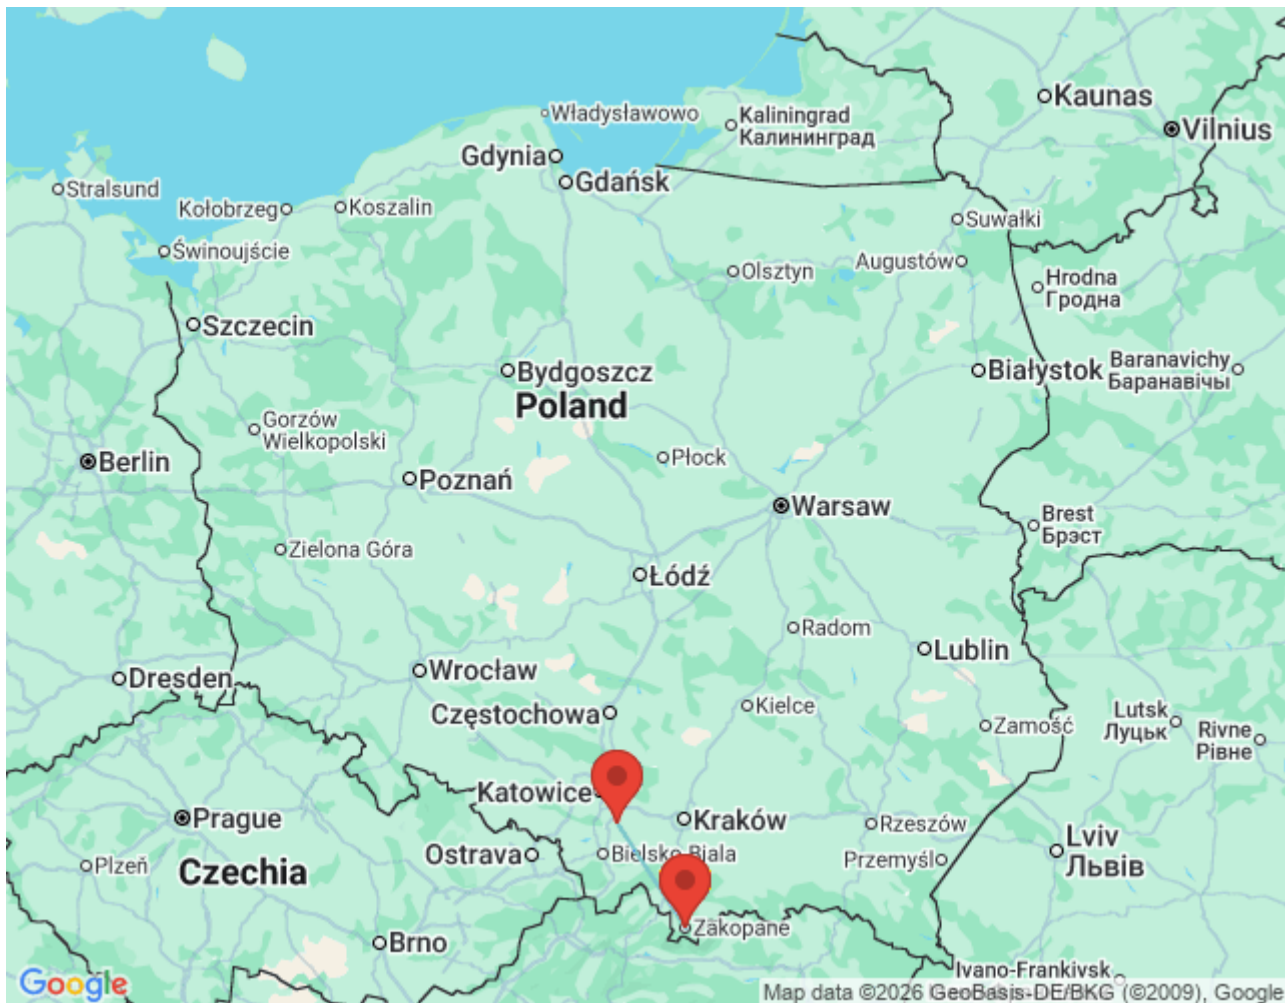 Władysławowo
Kaliningrad
Калининград
Kaunas
Vilnius
Gdynia
Gdańsk
Stralsund
Kołobrzeg
Koszalin
Suwałki
Świnoujście
Augustów
Olsztyn
Hrodna
Гродна
Szczecin
Bydgoszcz
Białystok
Baranavichy
Баранавічы
Poland
Gorzów
Wielkopolski
Berlin
Płock
Poznań
Warsaw
Brest
Брэст
Zielona Góra
Łódź
Radom
Lublin
Dresden
Wrocław
Częstochowa
Kielce
Zamość
Lutsk
Луцьк
Rivne
Рівне
Katowice
Prague
Kraków
Rzeszów
Lviv
Львів
Ostrava
Bielsko-Biala
Przemyśl
Plzeň
Czechia
Zakopane
Brno
Ivano-Frankivsk
Google
Map data ©2026 GeoBasis-DE/BKG (©2009), Google